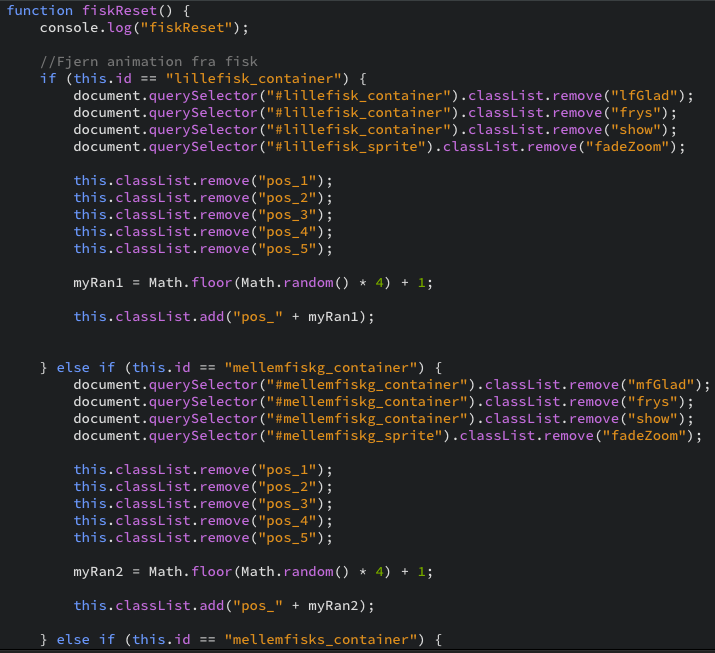 function fiskReset() {
    console.log("fiskReset");

    //Fjern animation fra fisk
    if (this.id == "lillefisk_container") {
        document.querySelector("#lillefisk_container").classList.remove("lfGlad");
        document.querySelector("#lillefisk_container").classList.remove("frys");
        document.querySelector("#lillefisk_container").classList.remove("show");
        document.querySelector("#lillefisk_sprite").classList.remove("fadeZoom");

        this.classList.remove("pos_1");
        this.classList.remove("pos_2");
        this.classList.remove("pos_3");
        this.classList.remove("pos_4");
        this.classList.remove("pos_5");

        myRan1 = Math.floor(Math.random() * 4) + 1;

        this.classList.add("pos_" + myRan1);


    } else if (this.id == "mellemfiskg_container") {
        document.querySelector("#mellemfiskg_container").classList.remove("mfGlad");
        document.querySelector("#mellemfiskg_container").classList.remove("frys");
        document.querySelector("#mellemfiskg_container").classList.remove("show");
        document.querySelector("#mellemfiskg_sprite").classList.remove("fadeZoom");

        this.classList.remove("pos_1");
        this.classList.remove("pos_2");
        this.classList.remove("pos_3");
        this.classList.remove("pos_4");
        this.classList.remove("pos_5");

        myRan2 = Math.floor(Math.random() * 4) + 1;

        this.classList.add("pos_" + myRan2);

    } else if (this.id == "mellemfisks_container") {